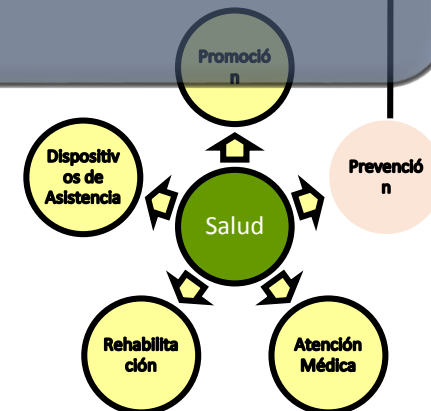 Promoció
n
Dispositiv
os de
Asistencia
Prevenció
n
Salud
Rehabilita
ción
Atención
Médica